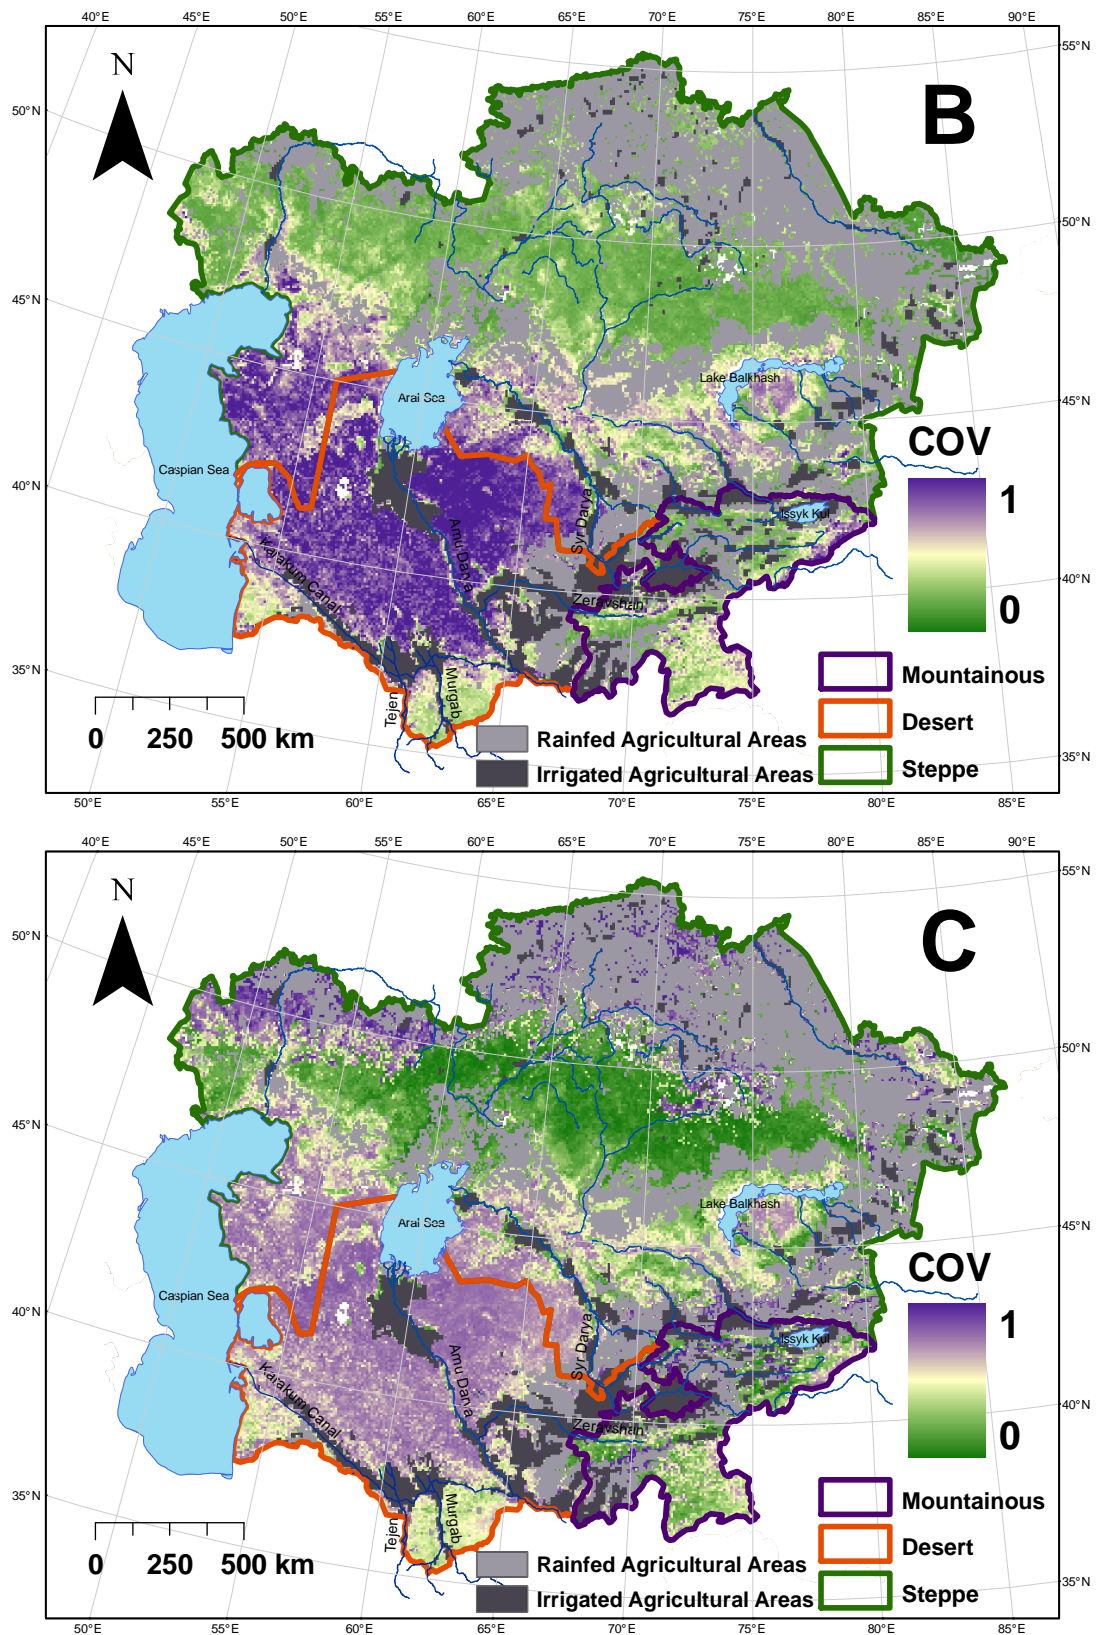 40°E 45°E 50°E 55°E 60°E 65°E 70°E 75°E 80°E 85°E 90°E
55°N
N
B
50°N
50°N
45°N
45°N
Lake Balkhash
Aral Sea
COV
Caspian Sea
40°N
1
Issyk Kul
Syr Darya
Amu Darya
Karakum Canal
40°N
Zeravshan
0
35°N
Mountainous
Tejen
Murgab
Desert
0 250 500 km
Rainfed Agricultural Areas
35°N
Irrigated Agricultural Areas
Steppe
50°E 55°E 60°E 65°E 70°E 75°E 80°E 85°E
40°E 45°E 50°E 55°E 60°E 65°E 70°E 75°E 80°E 85°E 90°E
55°N
N
C
50°N
50°N
45°N
Lake Balkhash
45°N
Aral Sea
COV
Caspian Sea
40°N
1
Issyk Kul
Syr Darya
Amu Darya
Karakum Canal
40°N
Zeravshan
0
35°N
Mountainous
Tejen
Murgab
Desert
0 250 500 km
Rainfed Agricultural Areas
35°N
Irrigated Agricultural Areas
Steppe
50°E 55°E 60°E 65°E 70°E 75°E 80°E 85°E